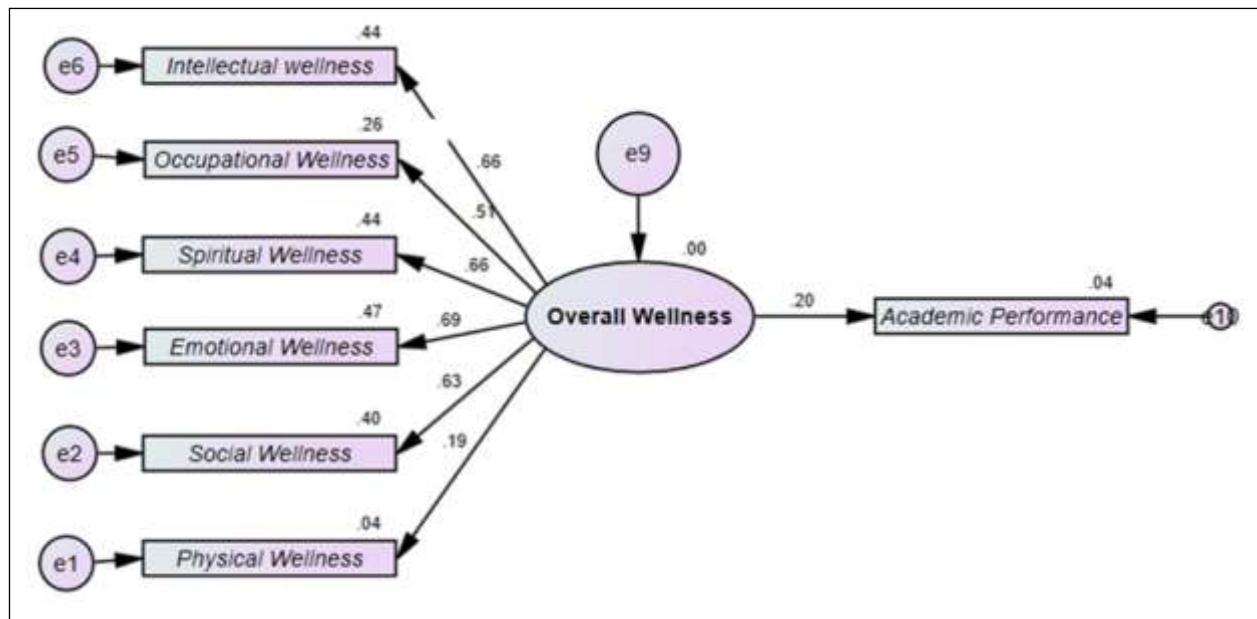 .44
e6 Intellectual wellness
.26
e5 Occupational Wellness
.66
e9
.51
.44
e4 Spiritual Wellness
.66
.00
.47
e3 Emotional Wellness
.69
Overall Wellness
.20
.04
Academic Performance
e10
.63
.40
e2 Social Wellness
.19
.04
e1 Physical Wellness